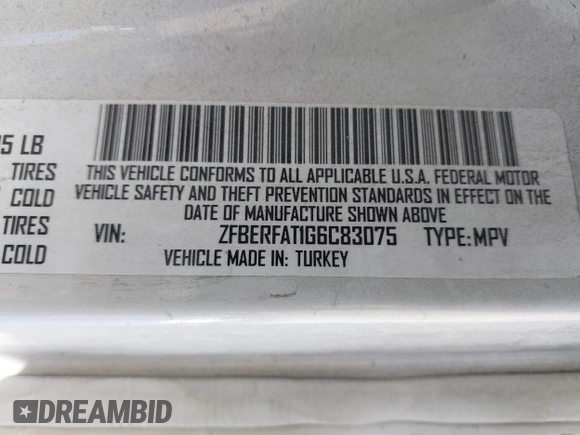 05 LB
TIRES
COLD
TIRES
COLD
THIS VEHICLE CONFORMS TO ALL APPLICABLE U.S.A. FEDERAL MOTOR
VEHICLE SAFETY AND THEFT PREVENTION STANDARDS IN EFFECT ON THE
DATE OF MANUFACTURE SHOWN ABOVE
VIN: ZFBERFAT1G6C83075 TYPE:MPV
VEHICLE MADE IN: TURKEY
DREAMBID